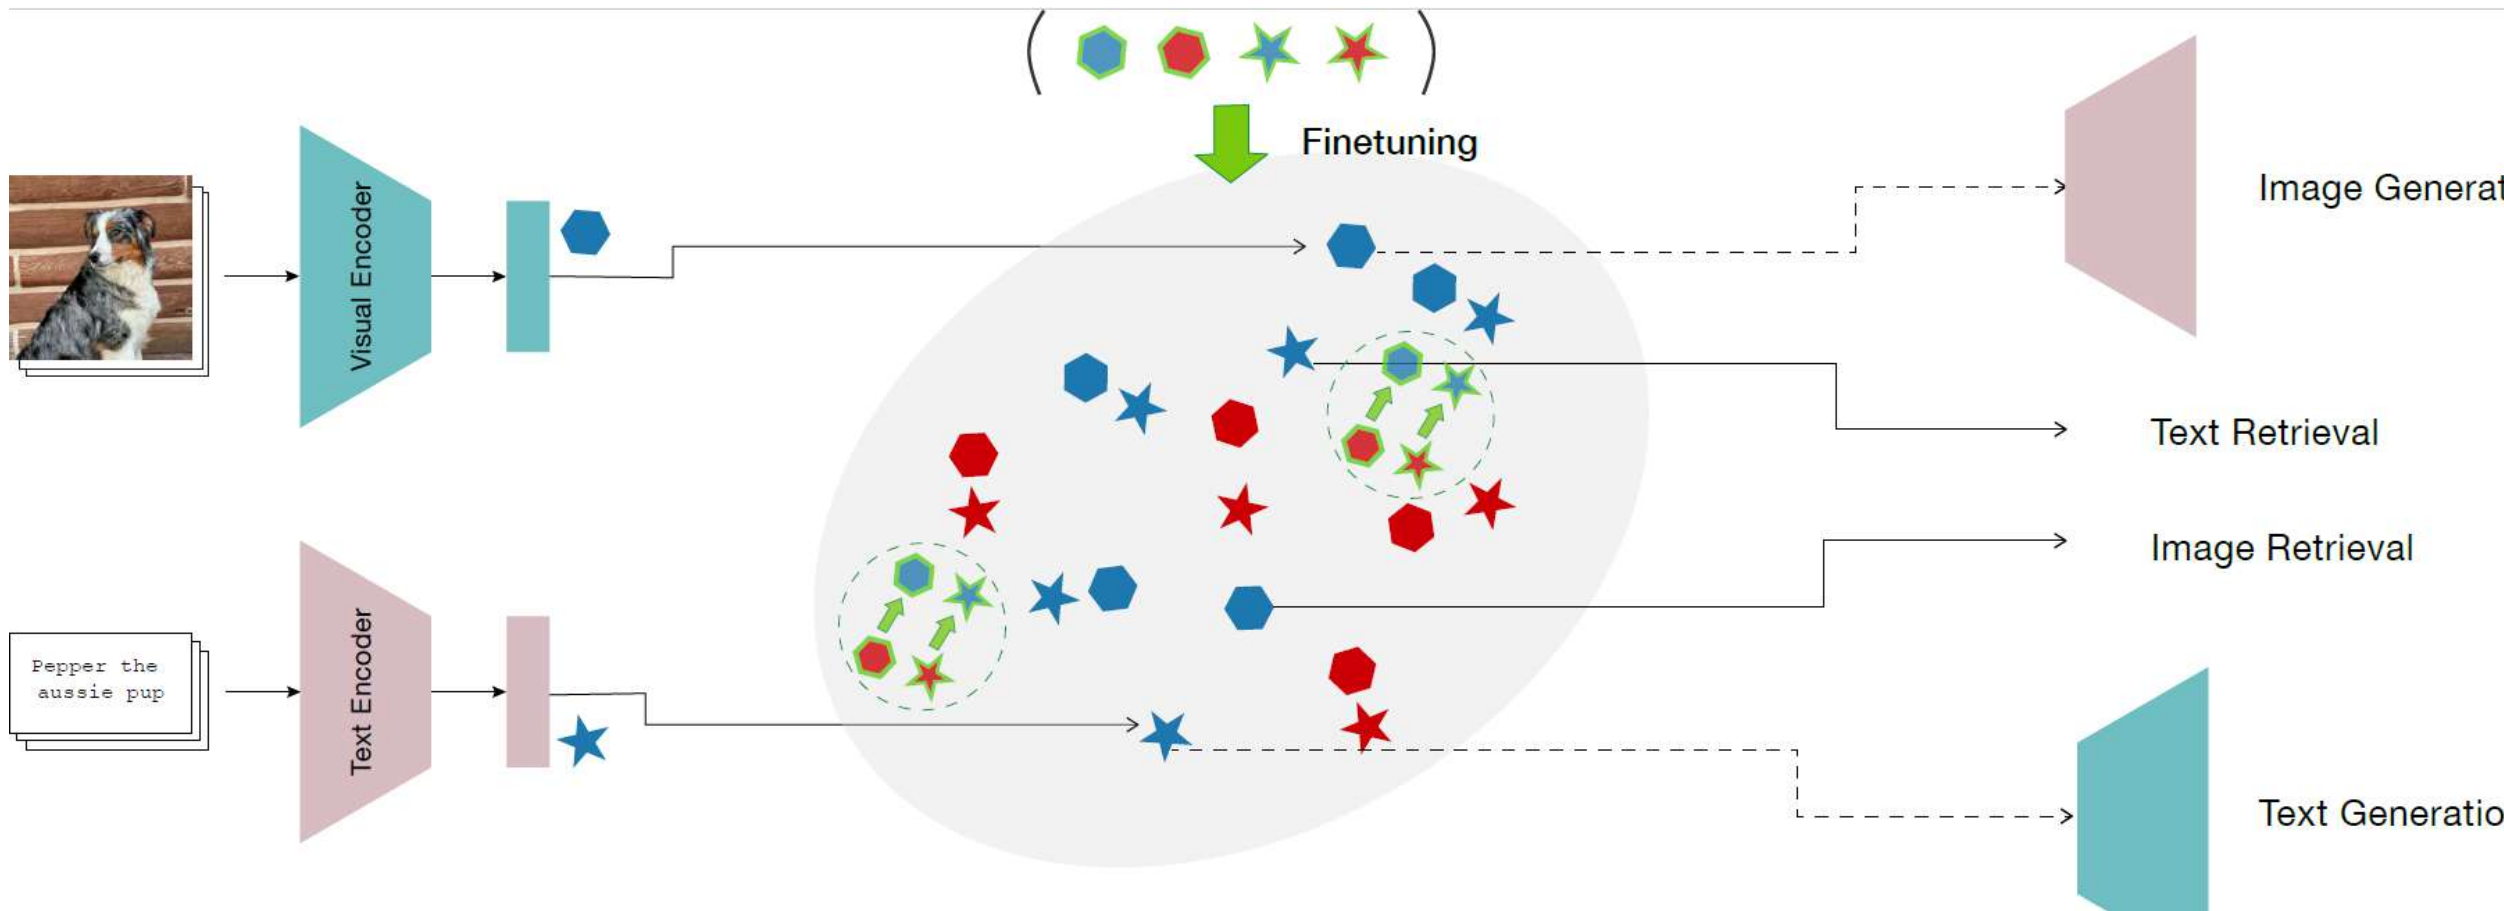 Finetuning
Visual Encoder
Image Generat
Text Retrieval
Image Retrieval
Text Encoder
Pepper the
aussie pup
Text Generatio